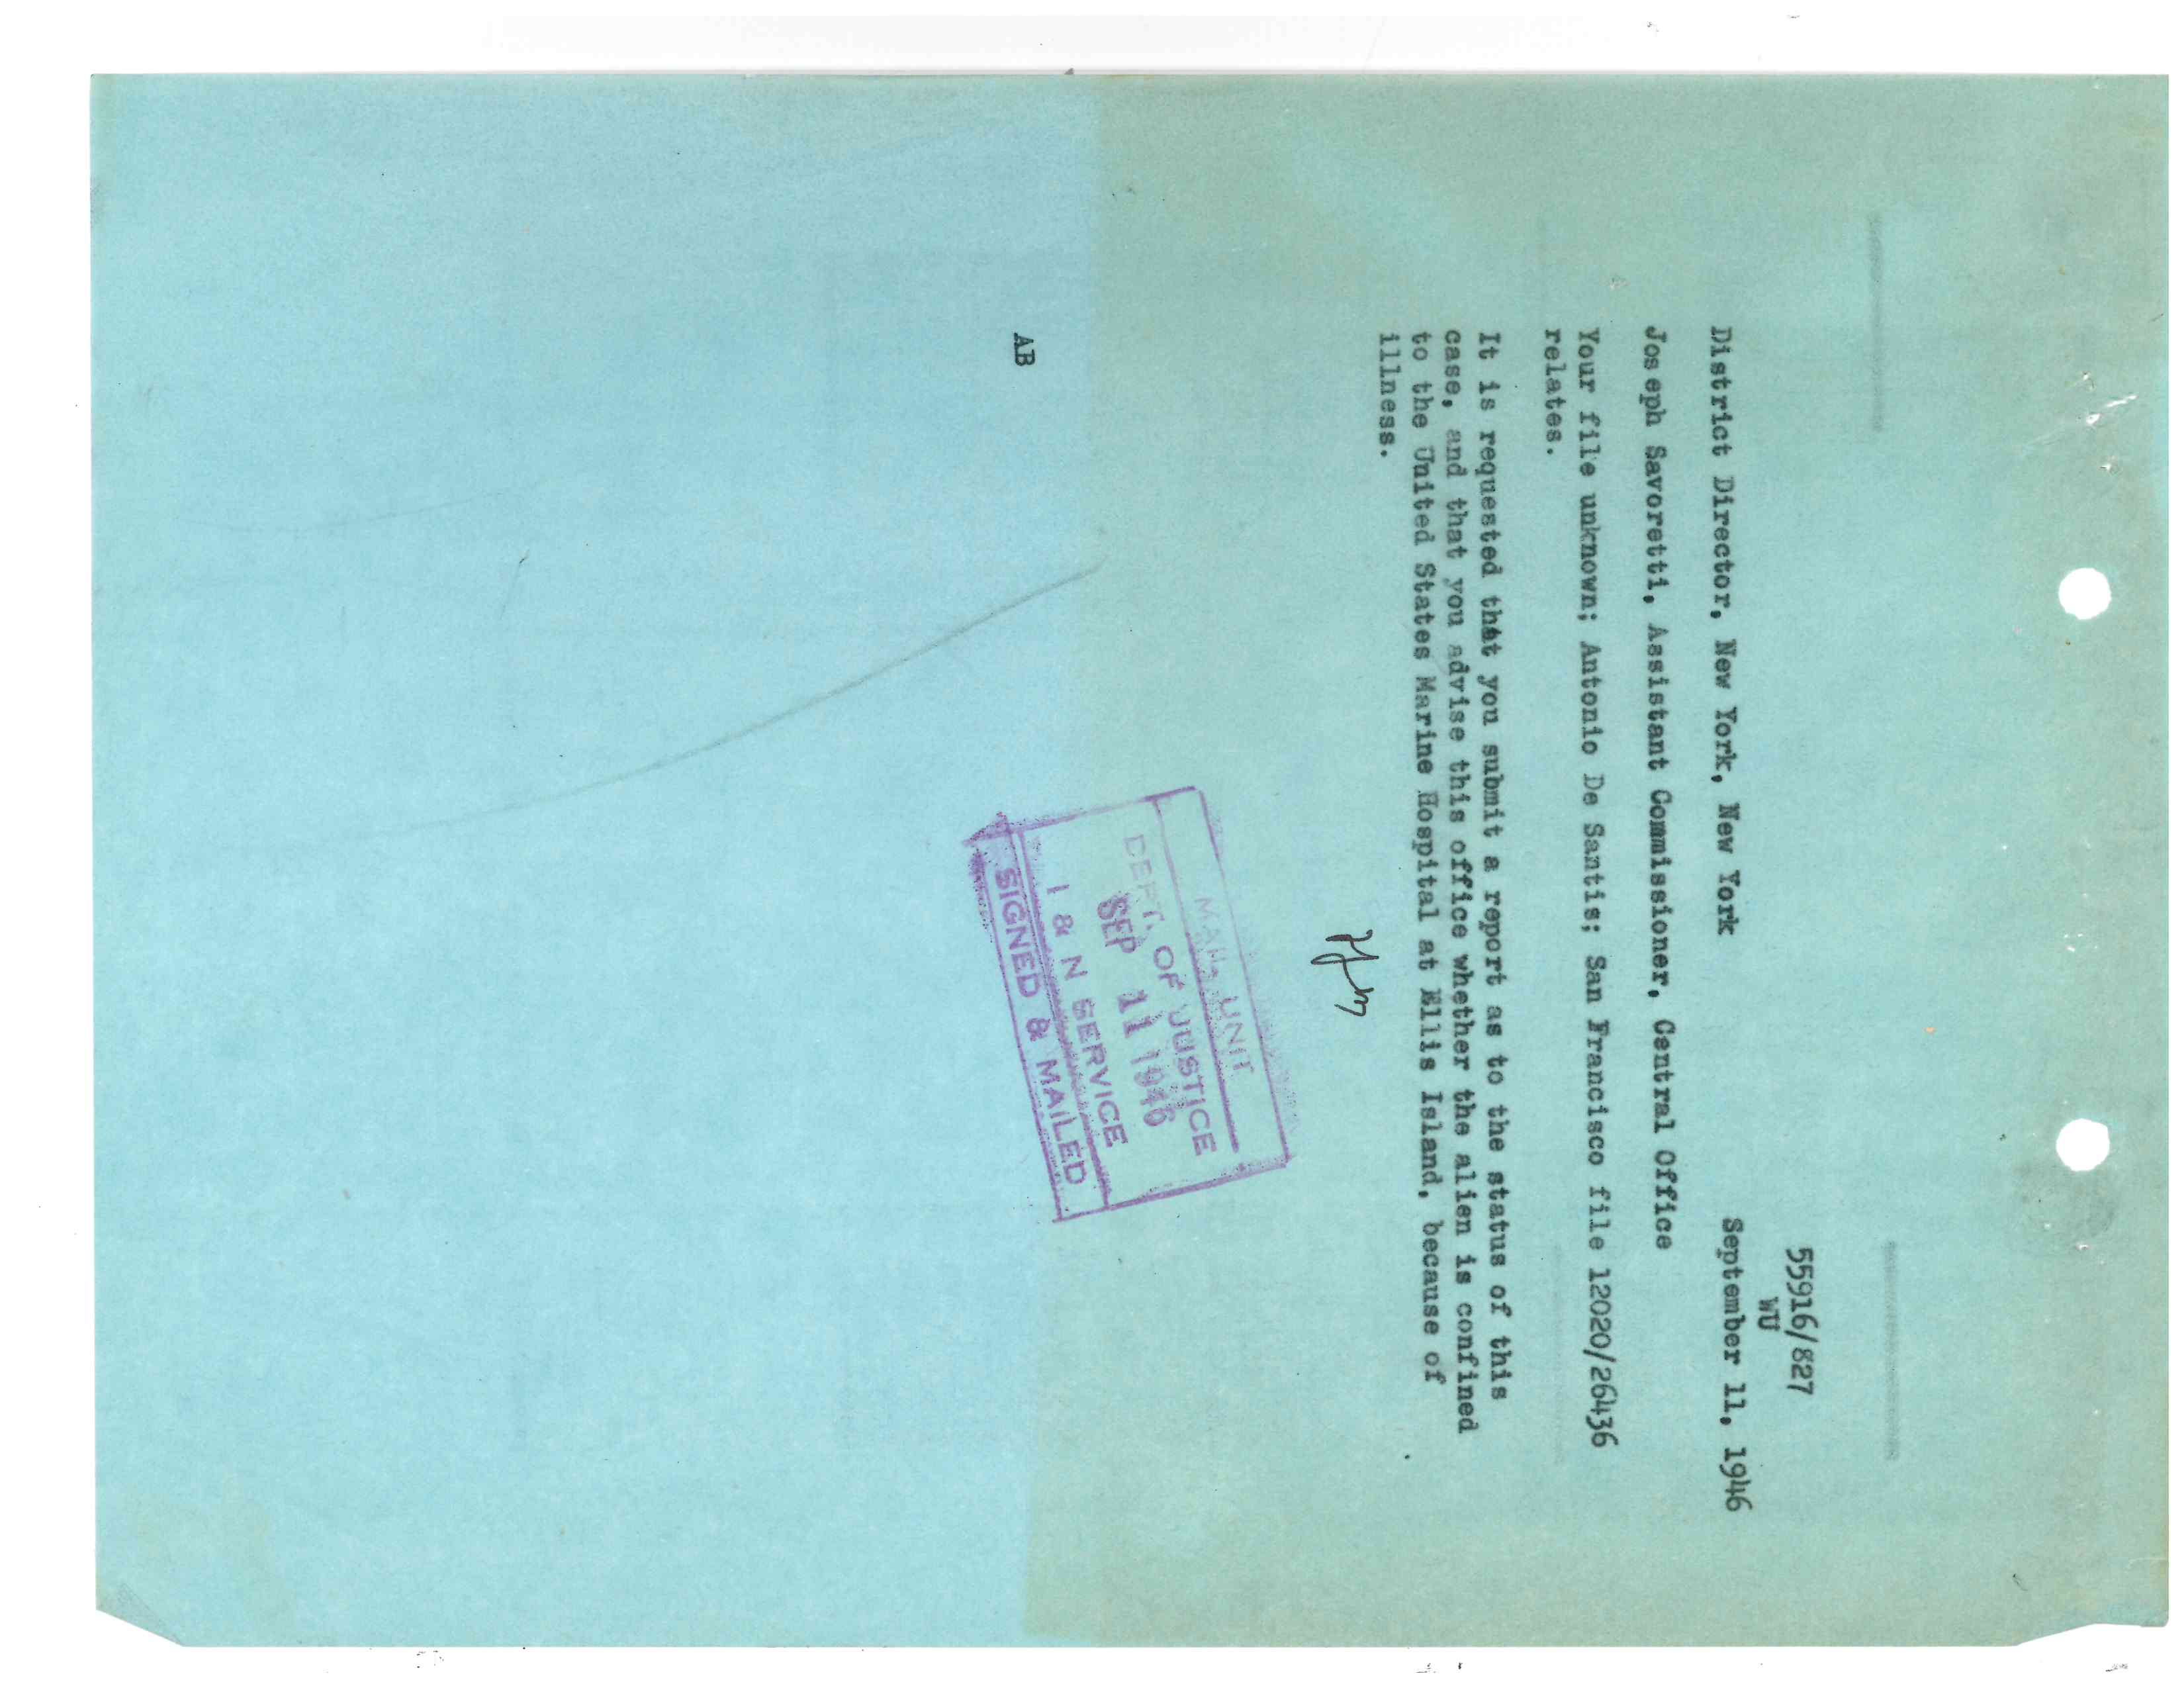 55916/827
WU
District Director, New York, New York September 11, 1946
Joseph Savoretti, Assistant Commissioner, Central Office
Your file unknown; Antonio De Santis; San Francisco file 12020/26436
relates.
It is requested that you submit a report as to the status of this
case, and that you advise this office whether the alien is confined
to the United States Marine Hospital at Ellis Island, because of
illness.
MAIL UNIT
DEPT. OF JUSTICE
SEP 11 1946
I & N SERVICE
SIGNED & MAILED
AB